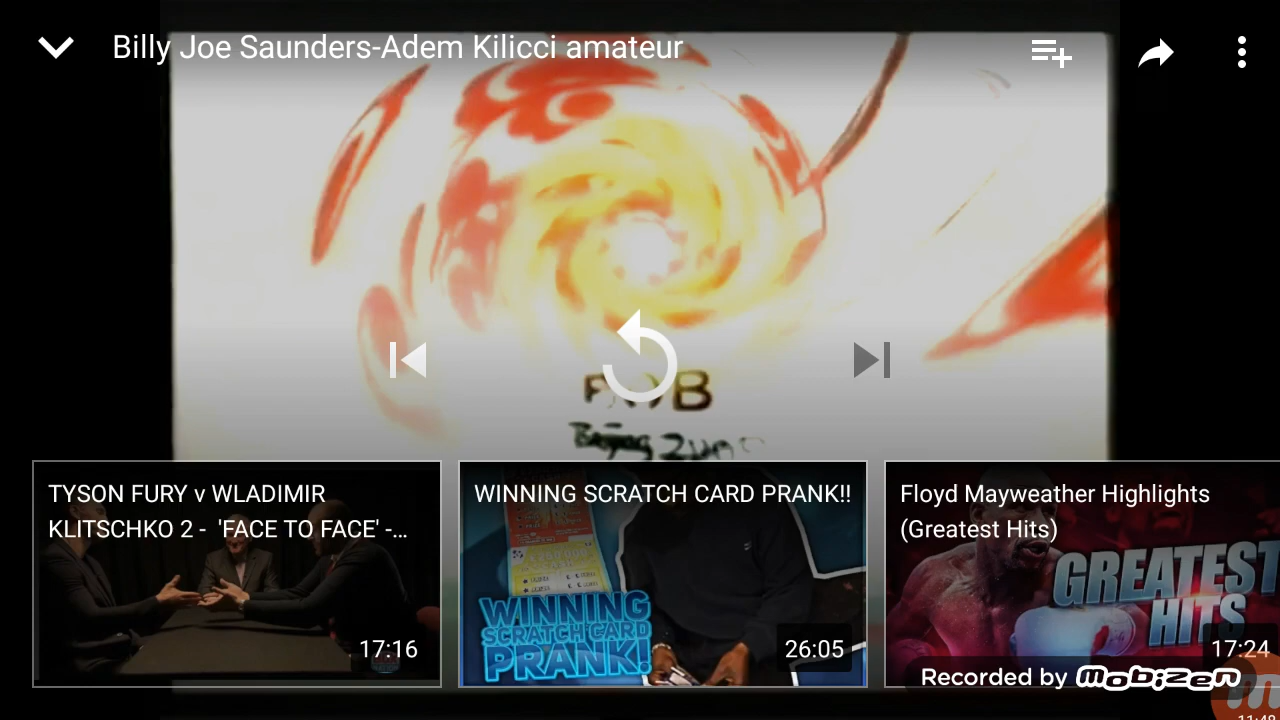 Billy Joe Saunders-Adem Kilicci amateur
Beijing 2008
TYSON FURY v WLADIMIR
KLITSCHKO 2 - 'FACE TO FACE' -...
17:16
WINNING SCRATCH CARD PRANK!!
WINNING
SCRATCH CARD
PRANK!
26:05
Floyd Mayweather Highlights
(Greatest Hits)
GREATEST
HITS
17:24
Recorded by mobizen